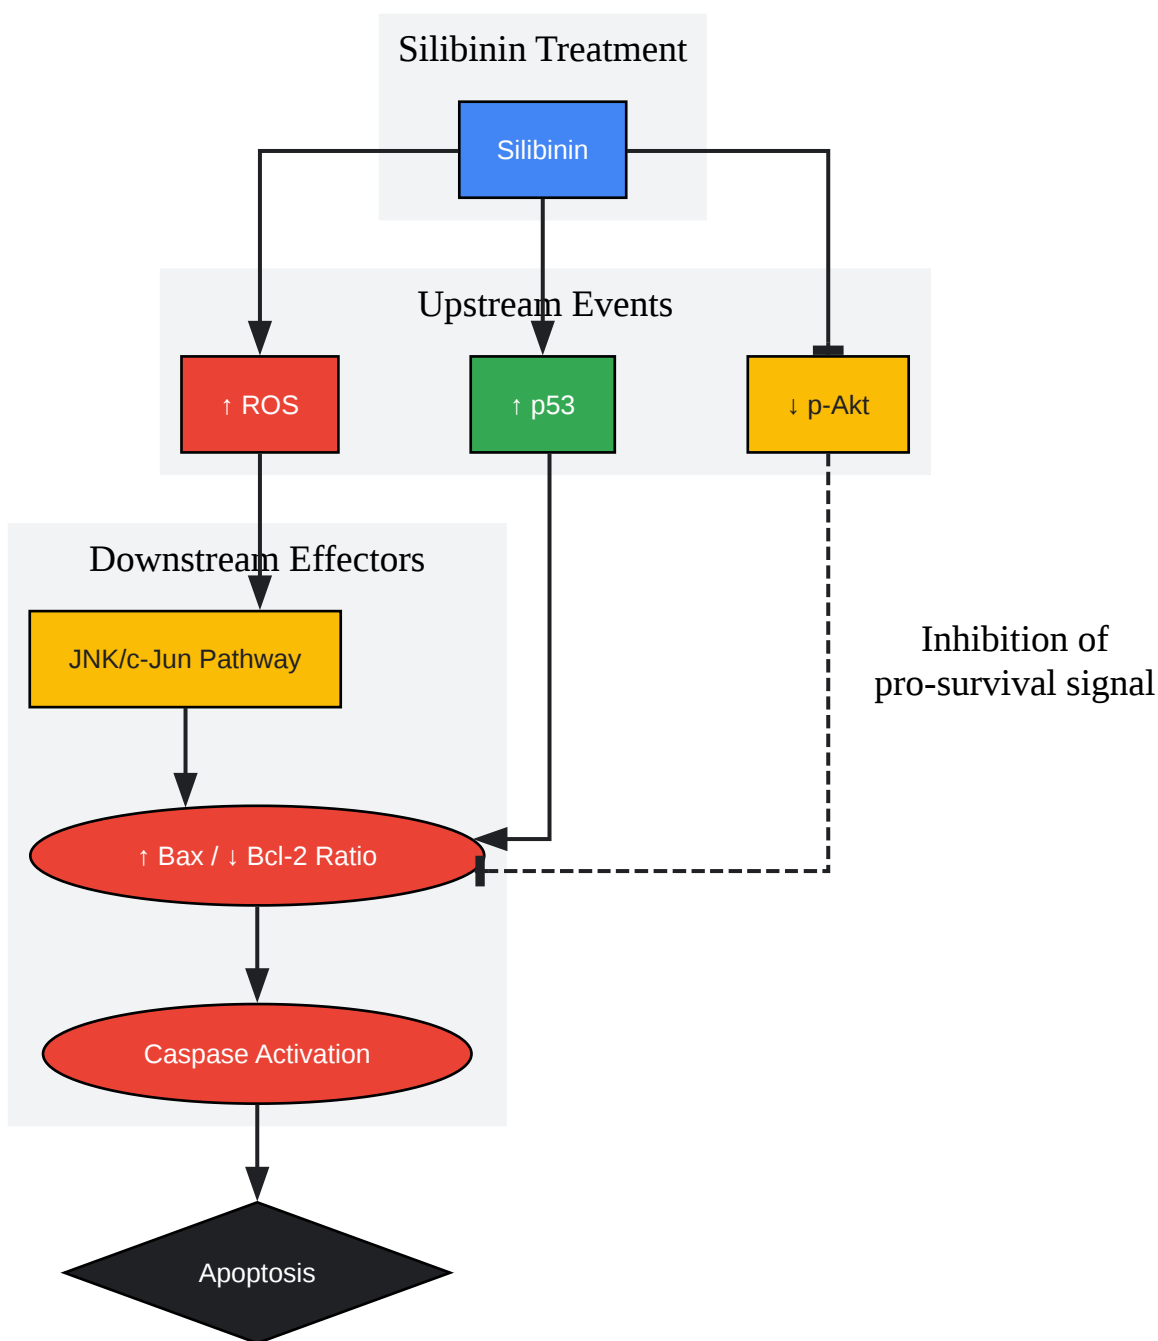 Silibinin Treatment
Silibinin
Upstream Events
↑ ROS
↑ p53
↓ p-Akt
Downstream Effectors
JNK/c-Jun Pathway
Inhibition of
pro-survival signal
↑ Bax / ↓ Bcl-2 Ratio
Caspase Activation
Apoptosis